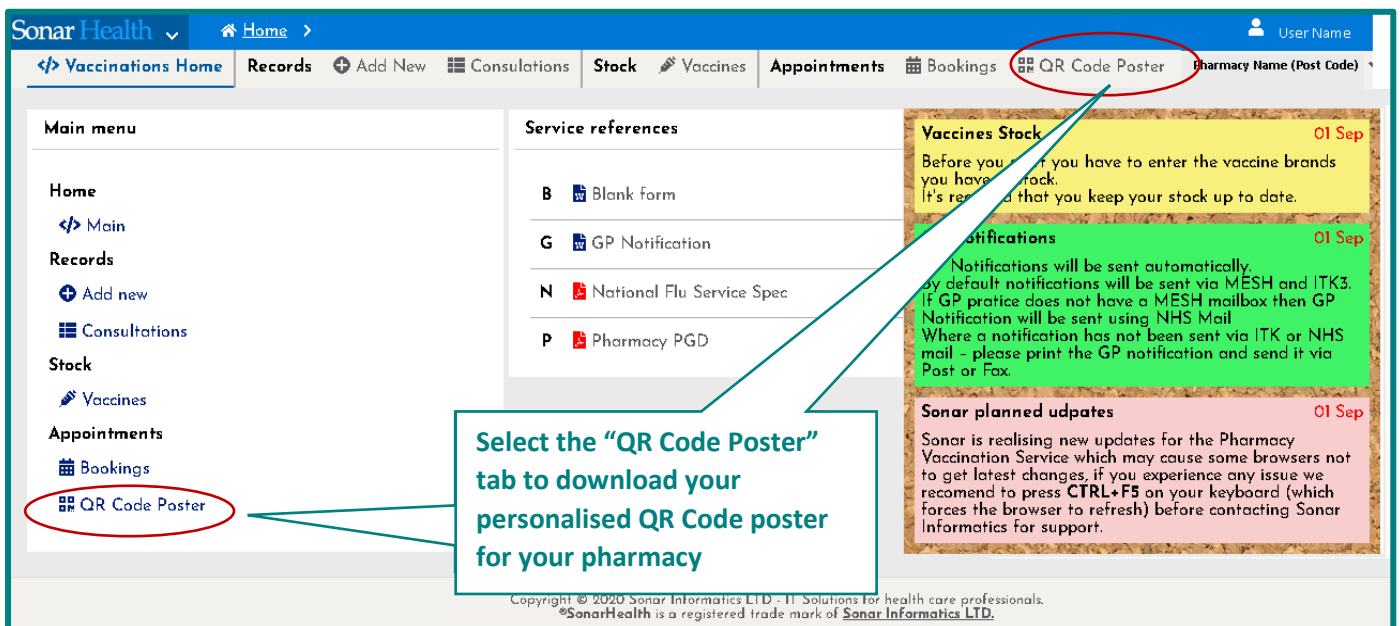 Sonar Health Home > User Name
Vaccinations Home Records Add New Consulations Stock Vaccines Appointments Bookings QR Code Poster Pharmacy Name (Post Code)
Main menu
Home
</> Main
Records
Add new
Consultations
Stock
Vaccines
Appointments
Bookings
QR Code Poster
Service references
B Blank form
G GP Notification
N National Flu Service Spec
P Pharmacy PGD
Vaccines Stock 01 Sep
Before you you have to enter the vaccine brands
you have
It's that you keep your stock up to date.
01 Sep
Notifications will be sent automatically.
By default notifications will be sent via MESH and ITK3.
If GP pratice does not have a MESH mailbox then GP
Notification will be sent using NHS Mail
Where a notification has not been sent via ITK or NHS
mail - please print the GP notification and send it via
Post or Fax.
Sonar planned udpates 01 Sep
Sonar is realising new updates for the Pharmacy
Vaccination Service which may cause some browsers not
to get latest changes, if you experience any issue we
recomend to press CTRL+F5 on your keyboard (which
forces the browser to refresh) before contacting Sonar
Informatics for support.
Select the “QR Code Poster”
tab to download your
personalised QR Code poster
for your pharmacy
Copyright © 2020 Sonar Informatics LTD - IT Solutions for health care professionals.
®SonarHealth is a registered trade mark of Sonar Informatics LTD.